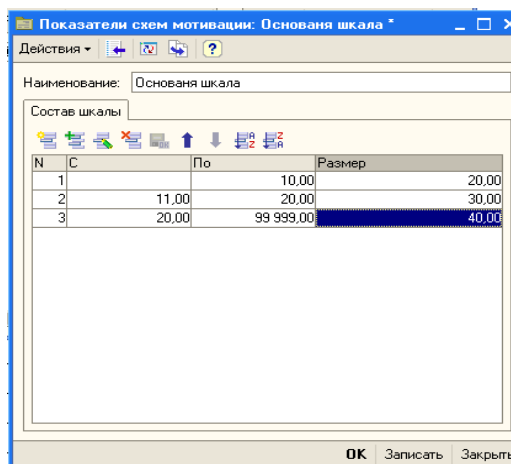 Показатели схем мотивации: Основаня шкала *
Действия
Наименование: Основаня шкала
Состав шкалы
N С По Размер
1 10,00 20,00
2 11,00 20,00 30,00
3 20,00 99 999,00 40,00
OK Записать Закрыть